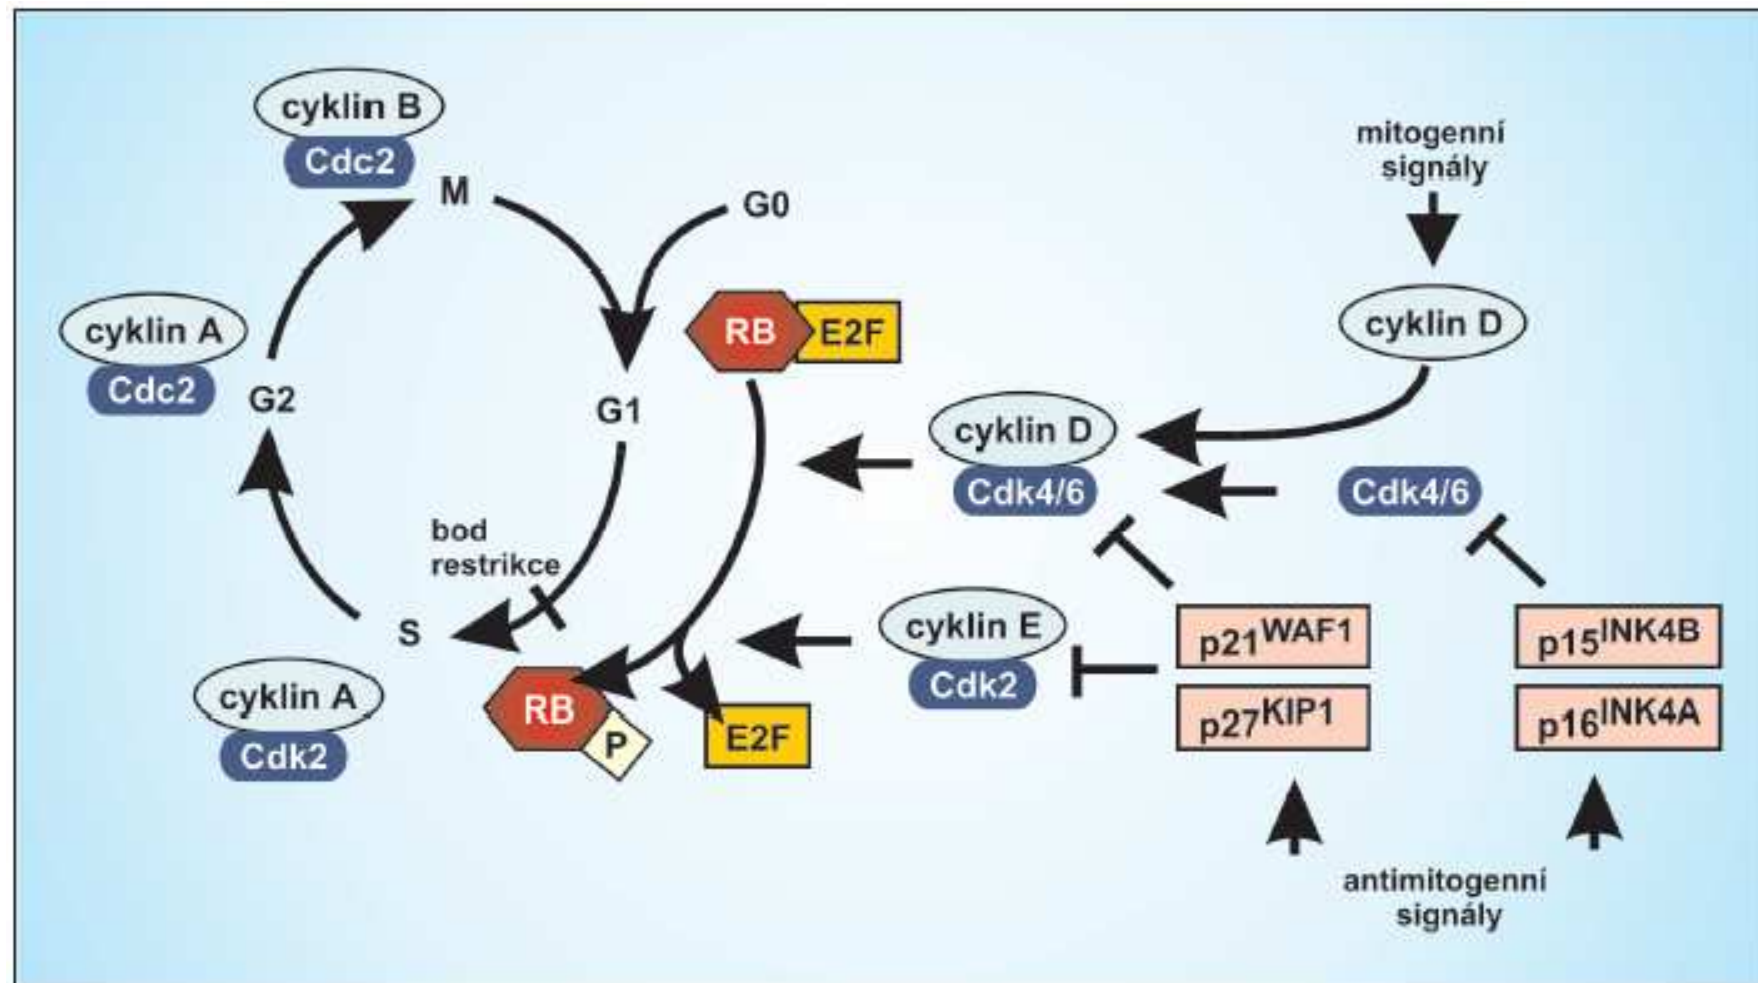 cyklin B
Cdc2
M
G0
mitogenní
signály
cyklin A
Cdc2
G2
G1
RB
E2F
cyklin D
cyklin D
Cdk4/6
Cdk4/6
bod
restrikce
S
cyklin E
Cdk2
p21WAF1
p27KIP1
p15INK4B
p16INK4A
cyklin A
Cdk2
RB
P
E2F
antimitogenní
signály